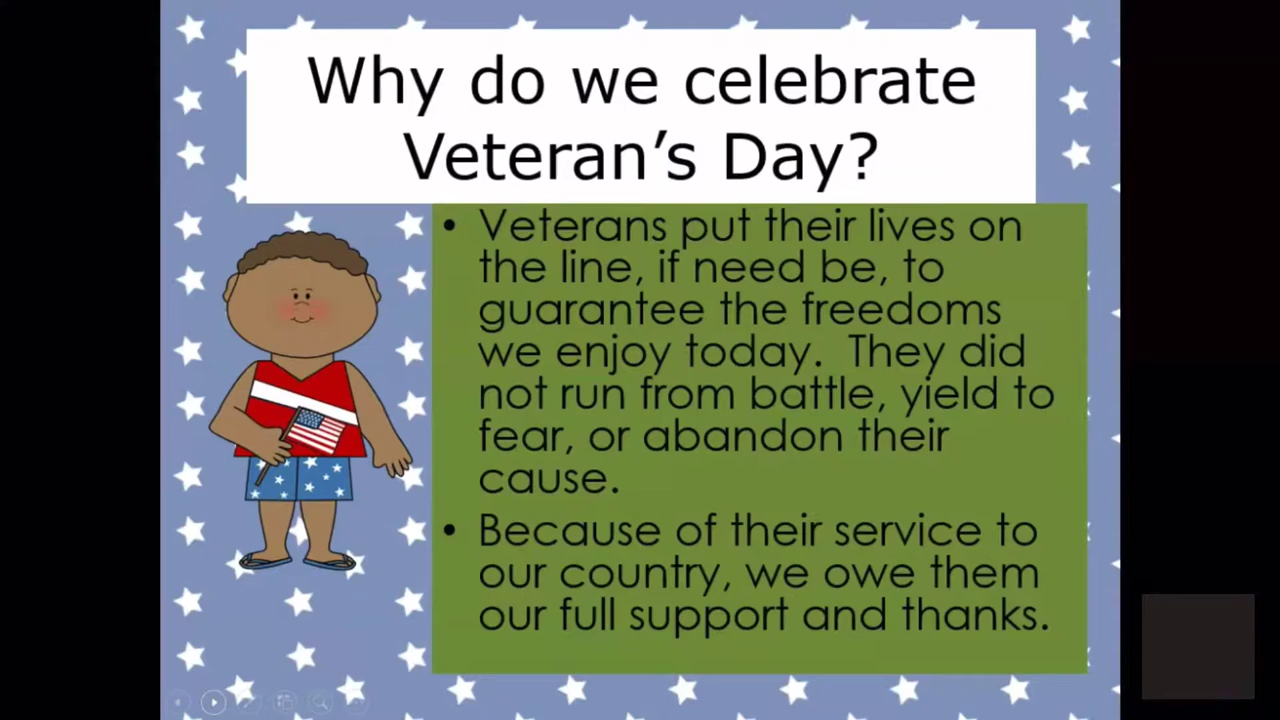 Why do we celebrate
Veteran’s Day?
• Veterans put their lives on
the line, if need be, to
guarantee the freedoms
we enjoy today.  They did
not run from battle, yield to
fear, or abandon their
cause.
• Because of their service to
our country, we owe them
our full support and thanks.